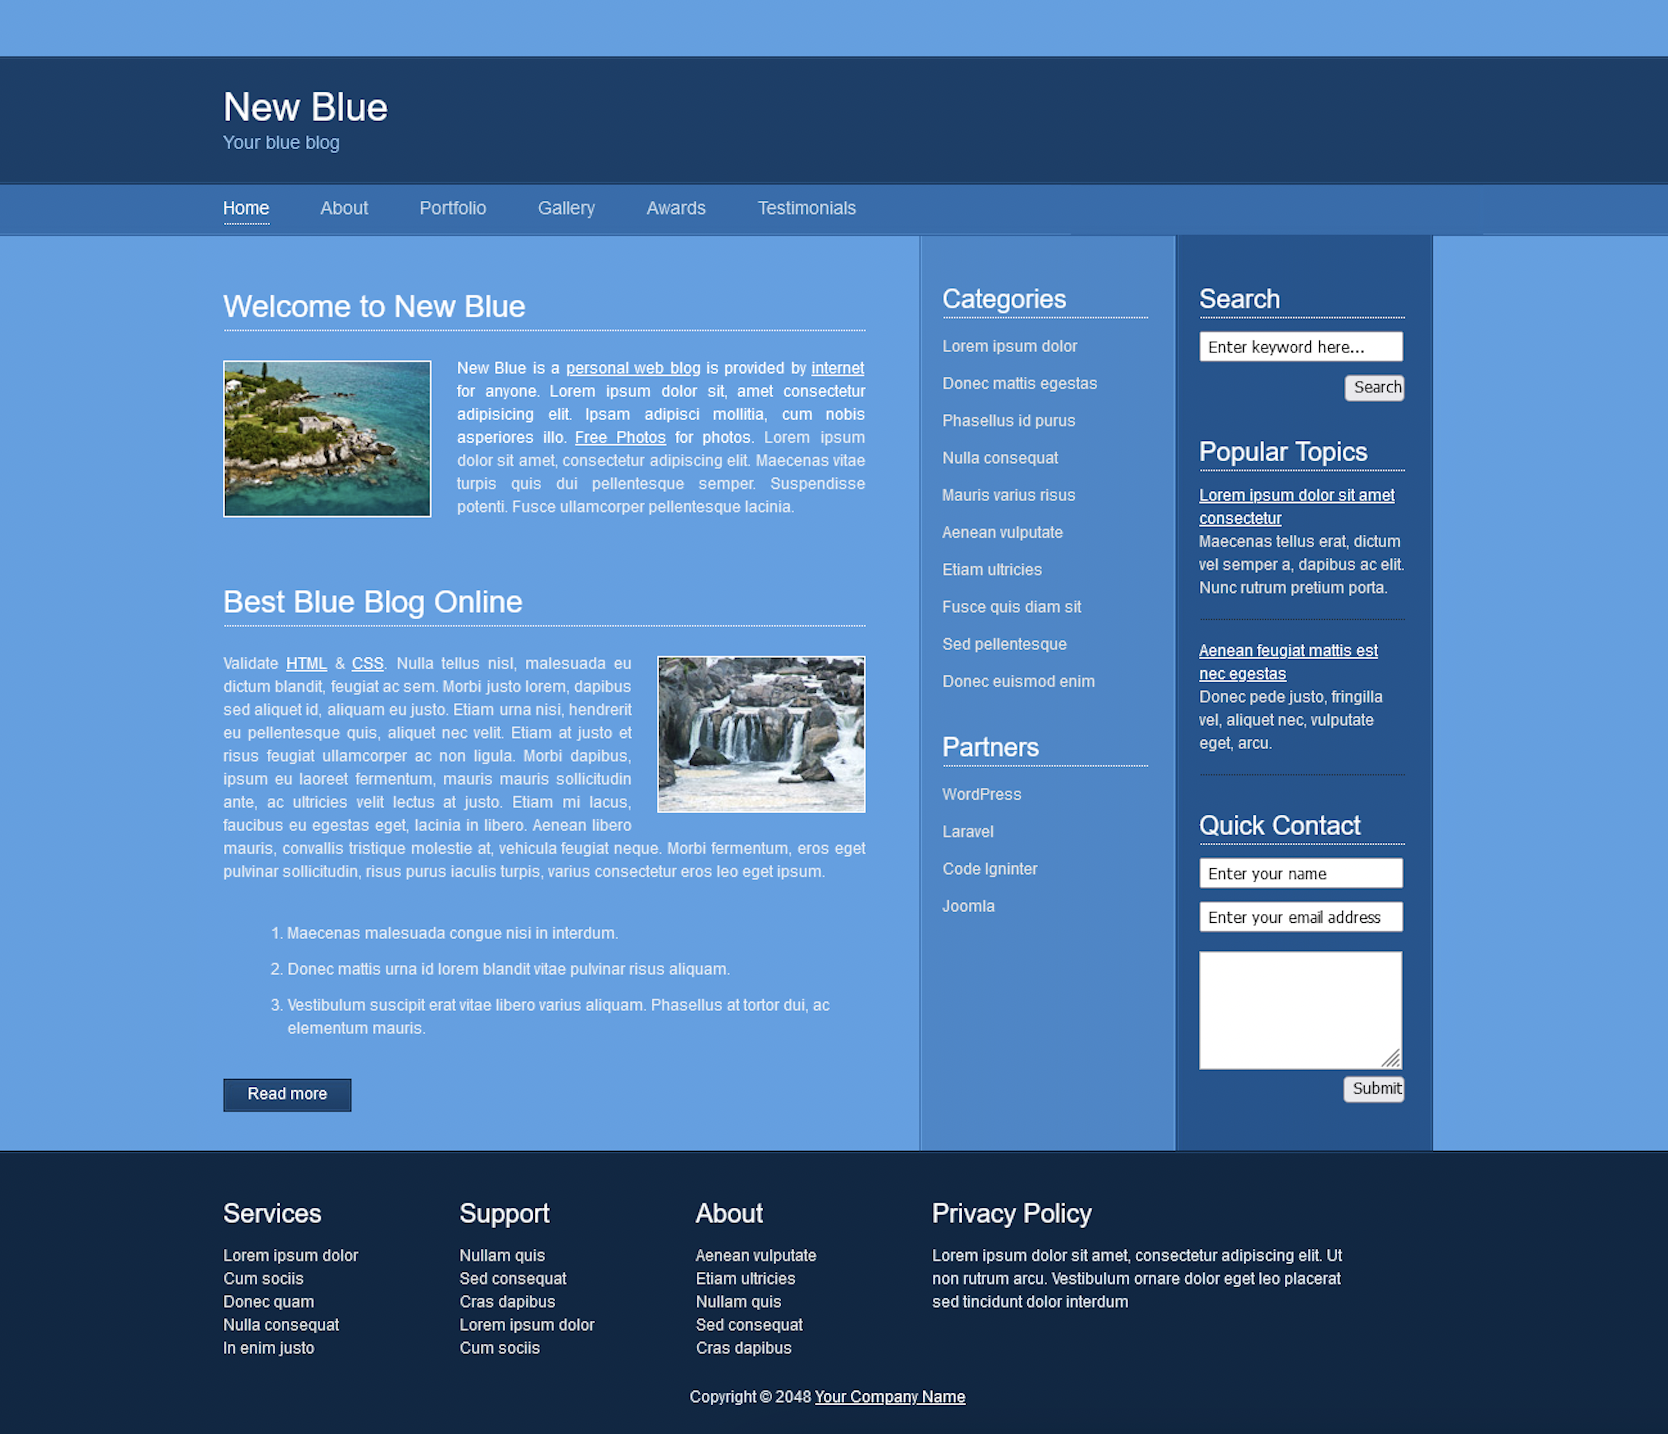 New Blue
Your blue blog
Home
About
Portfolio
Gallery
Awards
Testimonials
Welcome to New Blue
New Blue is a personal web blog is provided by internet
for anyone. Lorem ipsum dolor sit, amet consectetur
adipisicing elit. Ipsam adipisci mollitia, cum nobis
asperiores illo. Free Photos for photos. Lorem ipsum
dolor sit amet, consectetur adipiscing elit. Maecenas vitae
turpis quis dui pellentesque semper. Suspendisse
potenti. Fusce ullamcorper pellentesque lacinia.
Best Blue Blog Online
Validate HTML & CSS. Nulla tellus nisl, malesuada eu
dictum blandit, feugiat ac sem. Morbi justo lorem, dapibus
sed aliquet id, aliquam eu justo. Etiam urna nisi, hendrerit
eu pellentesque quis, aliquet nec velit. Etiam at justo et
risus feugiat ullamcorper ac non ligula. Morbi dapibus,
ipsum eu laoreet fermentum, mauris mauris sollicitudin
ante, ac ultricies velit lectus at justo. Etiam mi lacus,
faucibus eu egestas eget, lacinia in libero. Aenean libero
mauris, convallis tristique molestie at, vehicula feugiat neque. Morbi fermentum, eros eget
pulvinar sollicitudin, risus purus iaculis turpis, varius consectetur eros leo eget ipsum.
1. Maecenas malesuada congue nisi in interdum.
2. Donec mattis urna id lorem blandit vitae pulvinar risus aliquam.
3. Vestibulum suscipit erat vitae libero varius aliquam. Phasellus at tortor dui, ac
elementum mauris.
Read more
Categories
Lorem ipsum dolor
Donec mattis egestas
Phasellus id purus
Nulla consequat
Mauris varius risus
Aenean vulputate
Etiam ultricies
Fusce quis diam sit
Sed pellentesque
Donec euismod enim
Partners
WordPress
Laravel
Code Igninter
Joomla
Search
Enter keyword here...
Search
Popular Topics
Lorem ipsum dolor sit amet
consectetur
Maecenas tellus erat, dictum
vel semper a, dapibus ac elit.
Nunc rutrum pretium porta.
Aenean feugiat mattis est
nec egestas
Donec pede justo, fringilla
vel, aliquet nec, vulputate
eget, arcu.
Quick Contact
Enter your name
Enter your email address
Submit
Services
Lorem ipsum dolor
Cum sociis
Donec quam
Nulla consequat
In enim justo
Support
Nullam quis
Sed consequat
Cras dapibus
Lorem ipsum dolor
Cum sociis
About
Aenean vulputate
Etiam ultricies
Nullam quis
Sed consequat
Cras dapibus
Privacy Policy
Lorem ipsum dolor sit amet, consectetur adipiscing elit. Ut
non rutrum arcu. Vestibulum ornare dolor eget leo placerat
sed tincidunt dolor interdum
Copyright © 2048 Your Company Name